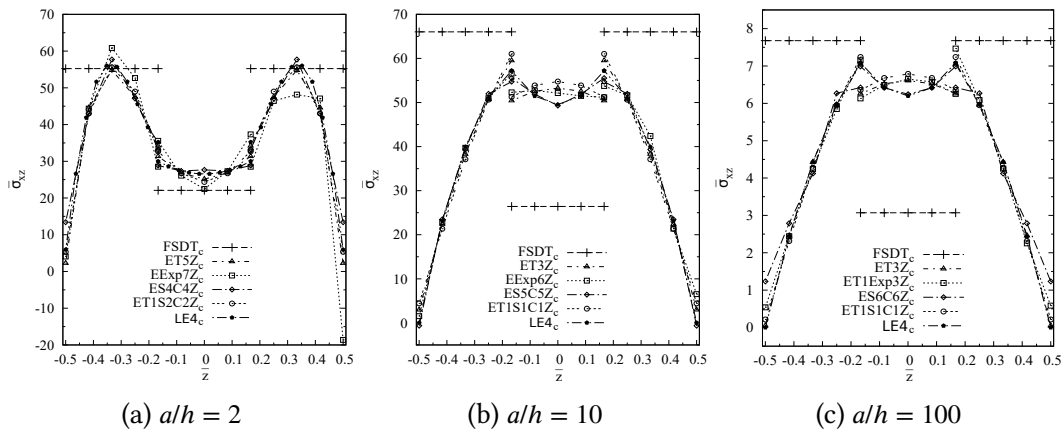 70
60
50
40
30
20
10
0
-10
-20
σ̄xz
FSDTc
ET5Zc
EExp7Zc
ES4C4Zc
ET1S2C2Zc
LE4c
-0.5 -0.4 -0.3 -0.2 -0.1 0 0.1 0.2 0.3 0.4 0.5
z̄
(a) a/h = 2
70
60
50
40
30
20
10
0
σ̄xz
FSDTc
ET3Zc
EExp6Zc
ES5C5Zc
ET1S1C1Zc
LE4c
-0.5 -0.4 -0.3 -0.2 -0.1 0 0.1 0.2 0.3 0.4 0.5
z̄
(b) a/h = 10
8
7
6
5
4
3
2
1
0
σ̄xz
FSDTc
ET3Zc
ET1Exp3Zc
ES6C6Zc
ET1S1C1Zc
LE4c
-0.5 -0.4 -0.3 -0.2 -0.1 0 0.1 0.2 0.3 0.4 0.5
z̄
(c) a/h = 100